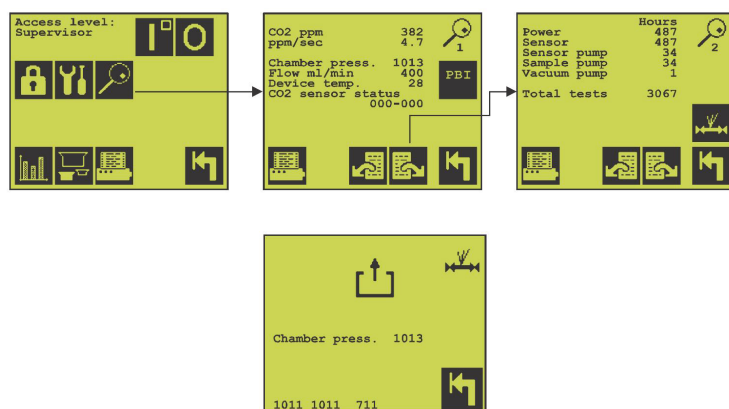 Access level:
Supervisor
I O
CO2 ppm 382
ppm/sec 4.7
Chamber press. 1013
Flow ml/min 400
Device temp. 28
CO2 sensor status
000-000
1
PBI
Hours
Power 487
Sensor 487
Sensor pump 34
Sample pump 34
Vacuum pump 1
Total tests 3067
2
Chamber press. 1013
1011 1011 711